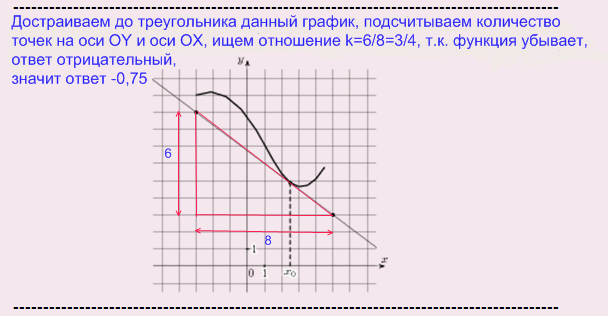 Достраиваем до треугольника данный график, подсчитываем количество
точек на оси OY и оси OX, ищем отношение k=6/8=3/4, т.к. функция убывает,
ответ отрицательный,
значит ответ -0,75
y
6
8
1
x
0 1 x₀